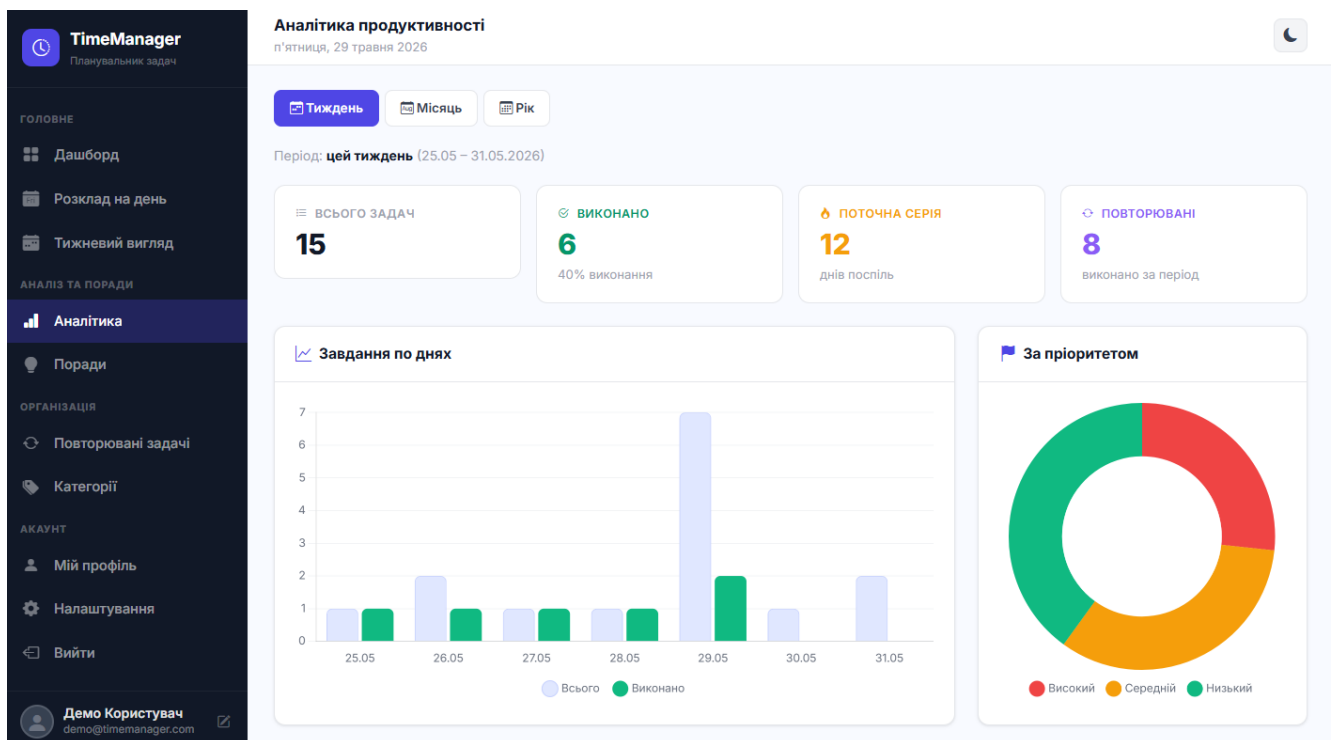 TimeManager
Планувальник задач
ГОЛОВНЕ
Дашборд
Розклад на день
Тижневий вигляд
АНАЛІЗ ТА ПОРАДИ
Аналітика
Поради
ОРГАНІЗАЦІЯ
Повторювані задачі
Категорії
АКАУНТ
Мій профіль
Налаштування
Вийти
Демо Користувач
demo@timemanager.com
Аналітика продуктивності
п'ятниця, 29 травня 2026
Тиждень Місяць Рік
Період: цей тиждень (25.05 – 31.05.2026)
ВСЬОГО ЗАДАЧ
15
ВИКОНАНО
6
40% виконання
ПОТОЧНА СЕРІЯ
12
днів поспіль
ПОВТОРЮВАНІ
8
виконано за період
Завдання по днях
7
6
5
4
3
2
1
0
25.05 26.05 27.05 28.05 29.05 30.05 31.05
Всього Виконано
За пріоритетом
Високий Середній Низький